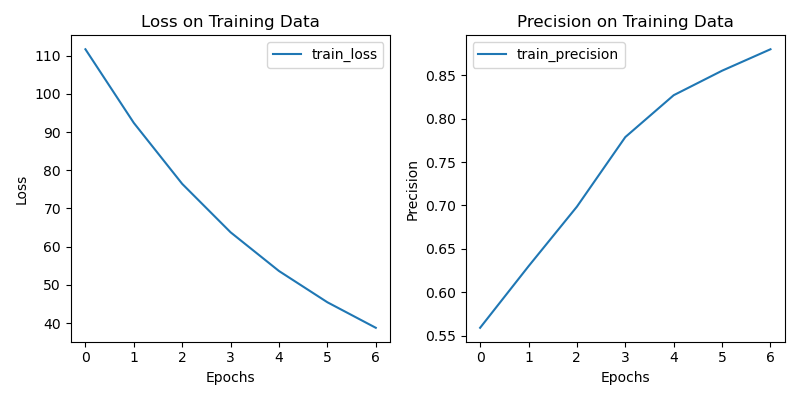 Loss on Training Data
train_loss
110
100
90
80
70
60
50
40
0 1 2 3 4 5 6
Loss
Epochs
Precision on Training Data
train_precision
0.85
0.80
0.75
0.70
0.65
0.60
0.55
0 1 2 3 4 5 6
Precision
Epochs